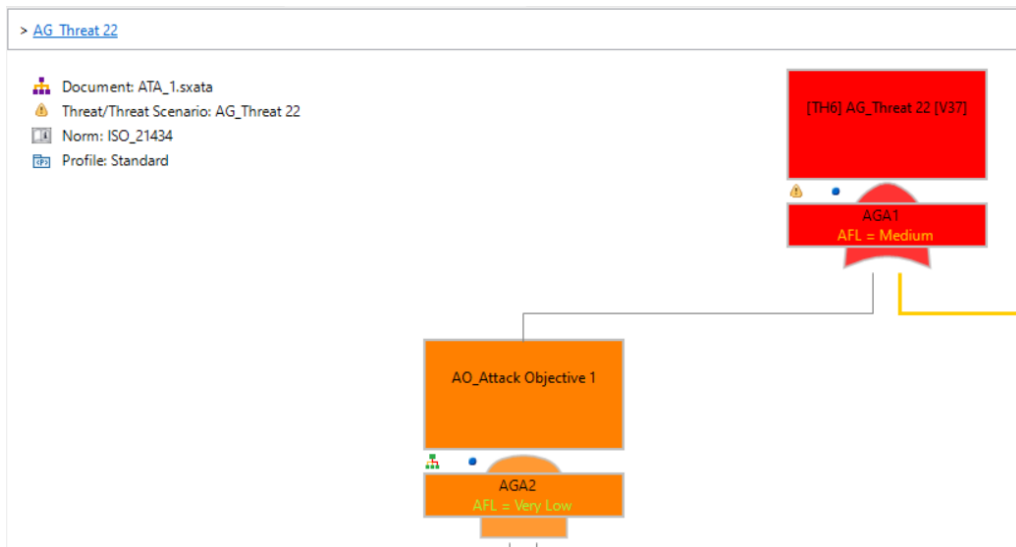 > AG_Threat 22
Document: ATA_1.sxata
Threat/Threat Scenario: AG_Threat 22
Norm: ISO_21434
Profile: Standard
[TH6] AG_Threat 22 [V37]
AGA1
AFL = Medium
AO_Attack Objective 1
AGA2
AFL = Very Low